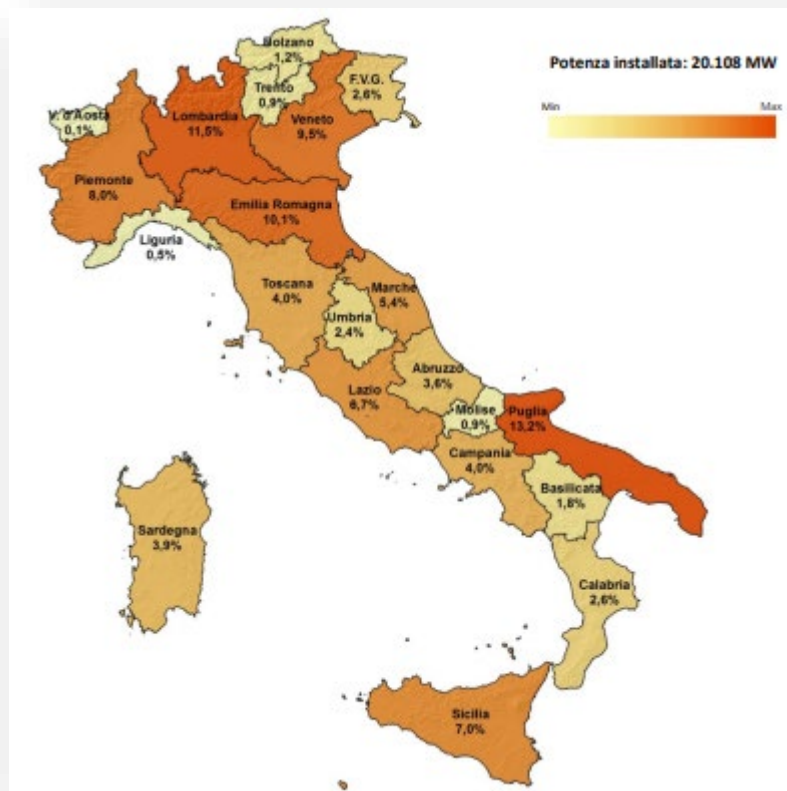 Potenza installata: 20.108 MW
Min
Max
Bolzano
1,2%
Trento
0,9%
F.V.G.
2,6%
V. d'Aosta
0,1%
Lombardia
11,5%
Veneto
9,5%
Piemonte
8,0%
Emilia Romagna
10,1%
Liguria
0,5%
Toscana
4,0%
Marche
5,4%
Umbria
2,4%
Abruzzo
3,6%
Lazio
6,7%
Molise
0,9%
Puglia
13,2%
Campania
4,0%
Basilicata
1,8%
Sardegna
3,9%
Calabria
2,6%
Sicilia
7,0%